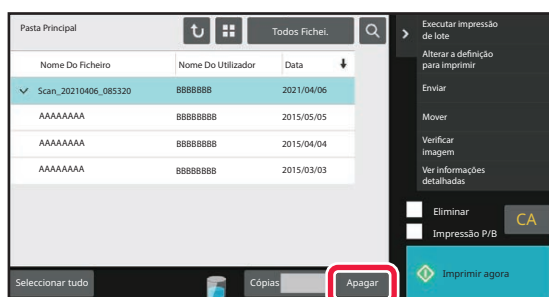 Pasta Principal
Todos Fichei.
Nome Do Ficheiro Nome Do Utilizador Data
Scan_20210406_085320 BBBBBBB 2021/04/06
AAAAAAAA BBBBBBBB 2015/05/05
AAAAAAAA BBBBBBBB 2015/04/04
AAAAAAAA BBBBBBBB 2015/03/03
Seleccionar tudo
Cópias
Apagar
Executar impressão
de lote
Alterar a definição
para imprimir
Enviar
Mover
Verificar
imagem
Ver informações
detalhadas
Eliminar
Impressão P/B
CA
Imprimir agora